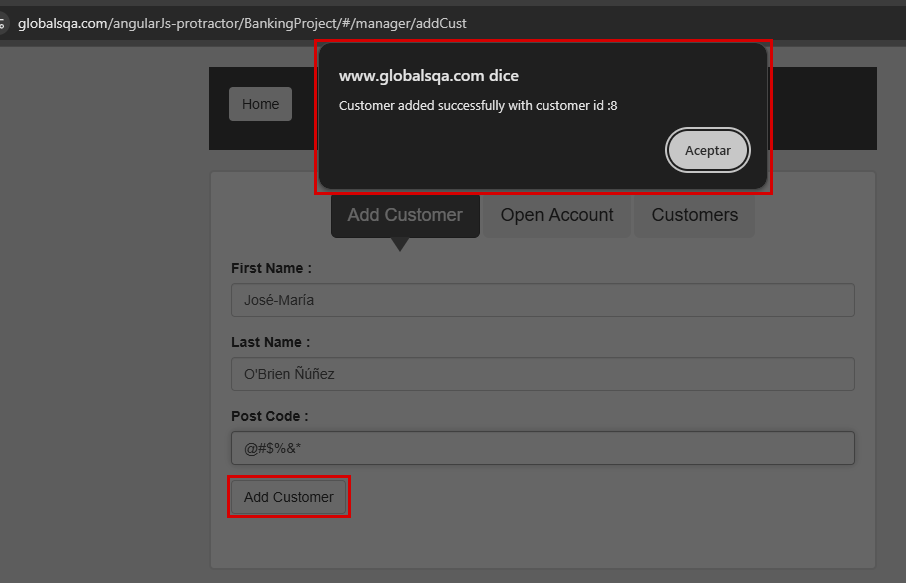 globalsqa.com/angularJs-protractor/BankingProject/#/manager/addCust
www.globalsqa.com dice
Customer added successfully with customer id :8
Aceptar
Home
Add Customer
Open Account
Customers
First Name :
José-María
Last Name :
O'Brien Ñúñez
Post Code :
@#$%&*
Add Customer